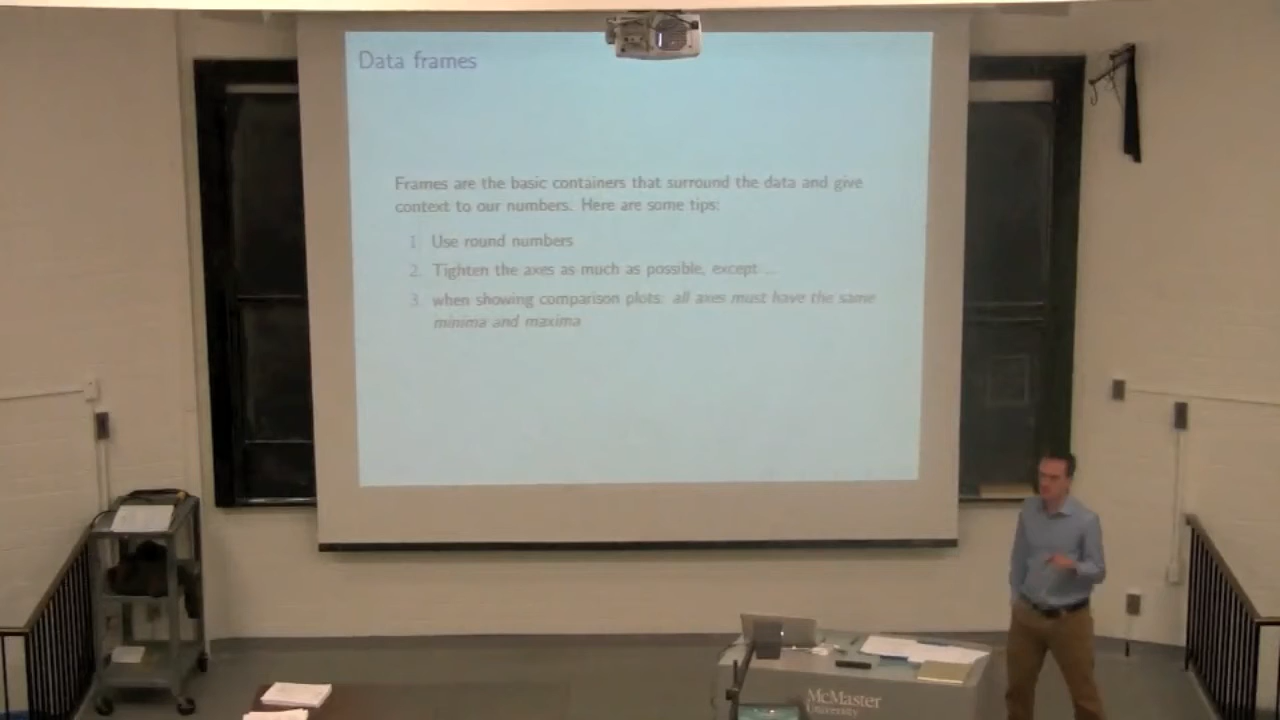 Data frames
Frames are the basic containers that surround the data and give
context to our numbers. Here are some tips:
1. Use round numbers
2. Tighten the axes as much as possible, except ...
3. when showing comparison plots: all axes must have the same
minima and maxima
McMaster
University